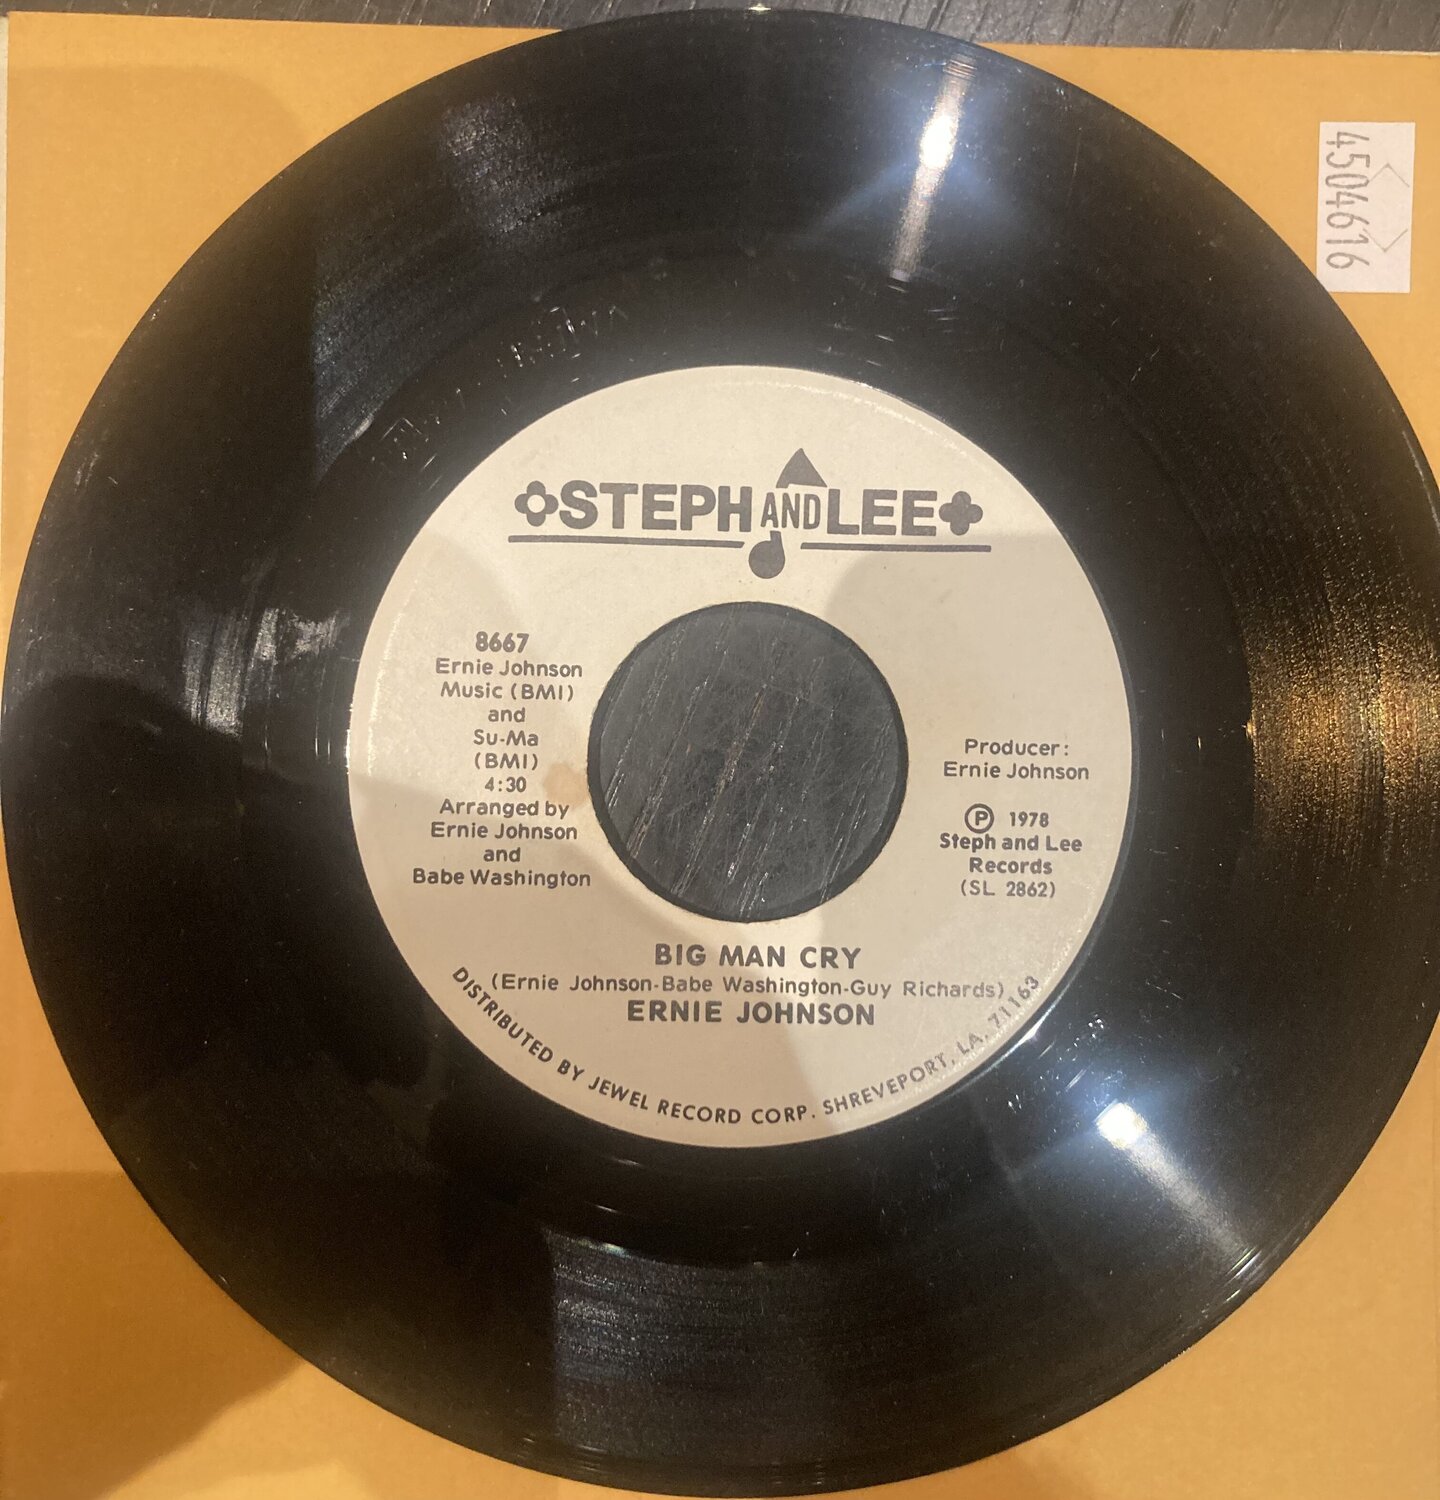 STEPH AND LEE
8667
Ernie Johnson
Music (BMI)
and
Su-Ma
(BMI)
4:30
Arranged by
Ernie Johnson
and
Babe Washington
Producer:
Ernie Johnson
℗ 1978
Steph and Lee
Records
(SL 2862)
BIG MAN CRY
(Ernie Johnson-Babe Washington-Guy Richards)
ERNIE JOHNSON
DISTRIBUTED BY JEWEL RECORD CORP. SHREVEPORT, LA. 71163
4504616